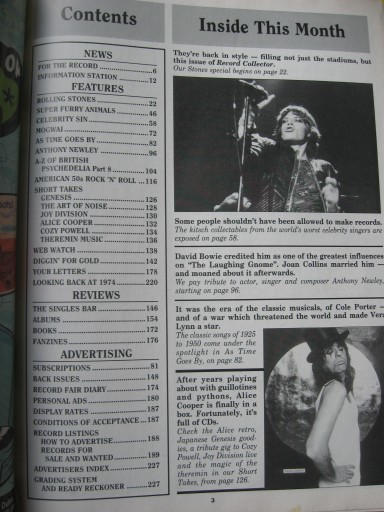 Contents
NEWS
FOR THE RECORD 6
INFORMATION STATION 12
FEATURES
ROLLING STONES 22
SUPER FURRY ANIMALS 46
CELEBRITY SIN 58
MOGWAI 72
AS TIME GOES BY 82
ANTHONY NEWLEY 96
A-Z OF BRITISH
PSYCHEDELIA Part 8 104
AMERICAN 50s ROCK 'N' ROLL 116
SHORT TAKES
GENESIS 126
THE ART OF NOISE 128
JOY DIVISION 130
ALICE COOPER 132
COZY POWELL 134
THEREMIN MUSIC 136
WEB WATCH 138
DIGGIN' FOR GOLD 142
YOUR LETTERS 178
LOOKING BACK AT 1974 220
REVIEWS
THE SINGLES BAR 146
ALBUMS 154
BOOKS 172
FANZINES 176
ADVERTISING
SUBSCRIPTIONS 81
BACK ISSUES 148
RECORD FAIR DIARY 174
PERSONAL ADS 180
DISPLAY RATES 187
CONDITIONS OF ACCEPTANCE 187
RECORD LISTINGS
HOW TO ADVERTISE 188
RECORDS FOR
SALE AND WANTED 189
ADVERTISERS INDEX 227
GRADING SYSTEM
AND READY RECKONER 227
Inside This Month
They're back in style — filling not just the stadiums, but
this issue of Record Collector.
Our Stones special begins on page 22.
Some people shouldn't have been allowed to make records.
The kitsch collectables from the world's worst celebrity singers are
exposed on page 58.
David Bowie credited him as one of the greatest influences
on "The Laughing Gnome". Joan Collins married him —
and moaned about it afterwards.
We pay tribute to actor, singer and composer Anthony Newley,
starting on page 96.
It was the era of the classic musicals, of Cole Porter —
and of a war which threatened the world and made Vera
Lynn a star.
The classic songs of 1925
to 1950 come under the
spotlight in As Time
Goes By, on page 82.
After years playing
about with guillotines
and pythons, Alice
Cooper is finally in a
box. Fortunately, it's
full of CDs.
Check the Alice retro,
Japanese Genesis good-
ies, a tribute gig to Cozy
Powell, Joy Division live
and the magic of the
theremin in our Short
Takes, from page 126.
3